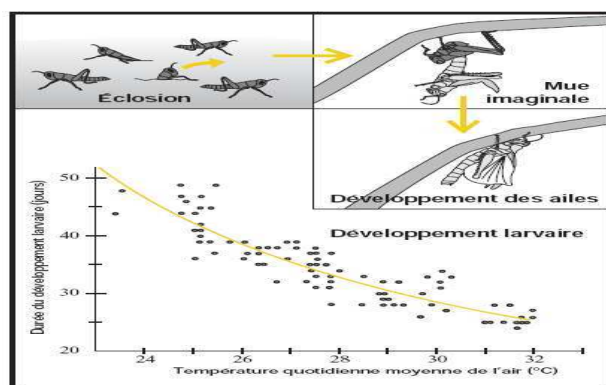 Éclosion
Mue
imaginale
Développement des ailes
Développement larvaire
Durée du développement larvaire (jours)
50
40
30
20
24
26
28
30
32
Température quotidienne moyenne de l'air (°C)